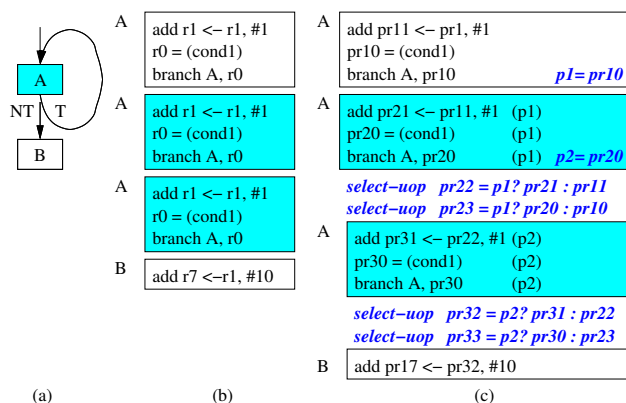 A
NT T
B
(a)
A
add r1 <- r1, #1
r0 = (cond1)
branch A, r0
A
add r1 <- r1, #1
r0 = (cond1)
branch A, r0
A
add r1 <- r1, #1
r0 = (cond1)
branch A, r0
B
add r7 <-r1, #10
(b)
A
add pr11 <- pr1, #1
pr10 = (cond1)
branch A, pr10 p1= pr10
A
add pr21 <- pr11, #1 (p1)
pr20 = (cond1) (p1)
branch A, pr20 (p1) p2= pr20
select-uop pr22 = p1? pr21 : pr11
select-uop pr23 = p1? pr20 : pr10
A
add pr31 <- pr22, #1 (p2)
pr30 = (cond1) (p2)
branch A, pr30 (p2)
select-uop pr32 = p2? pr31 : pr22
select-uop pr33 = p2? pr30 : pr23
B
add pr17 <- pr32, #10
(c)